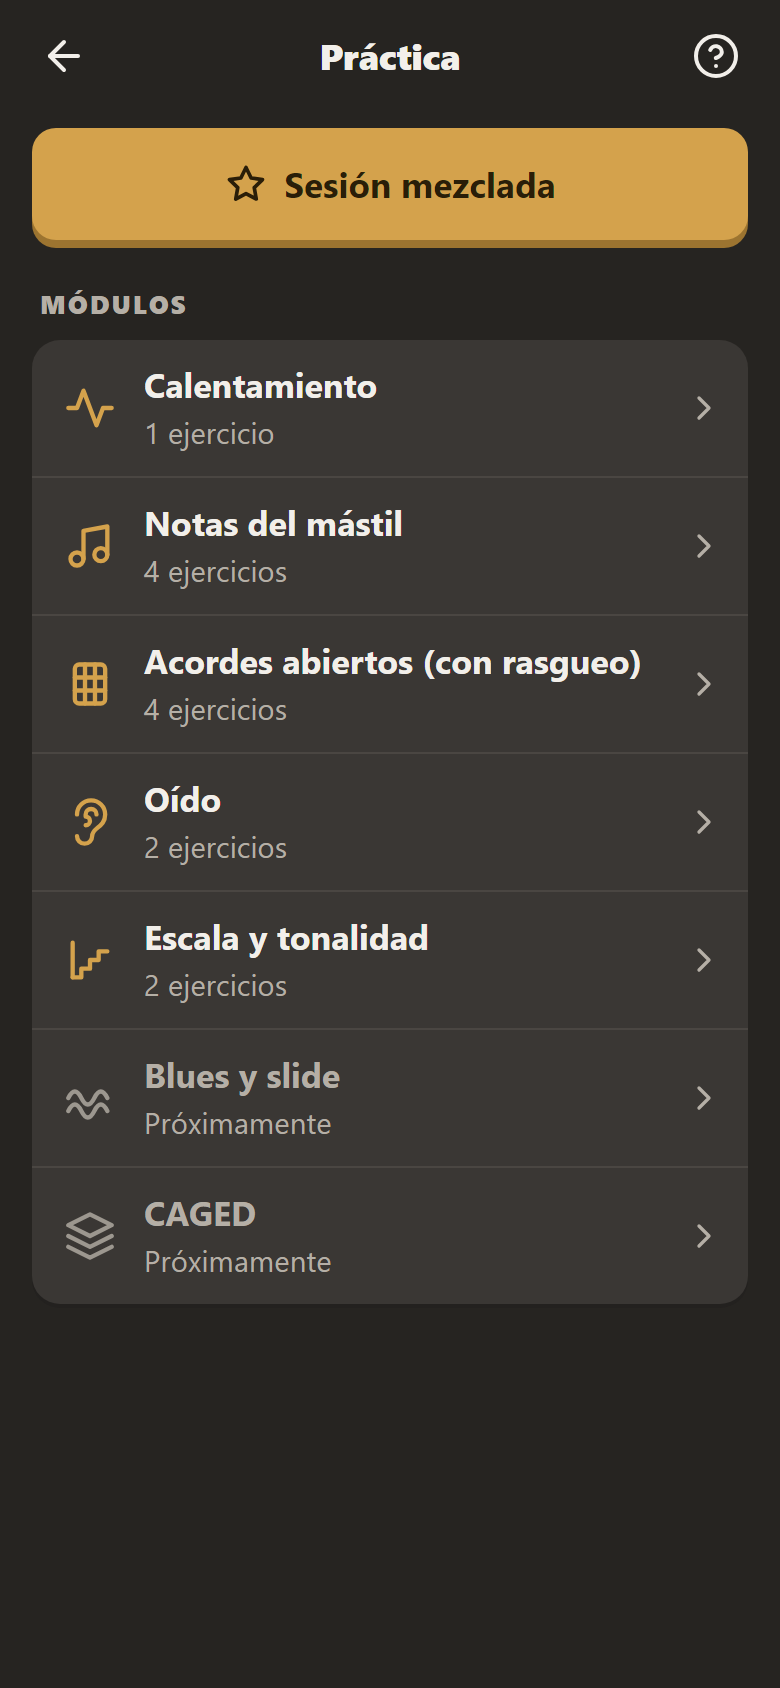 Práctica
Sesión mezclada
MÓDULOS
Calentamiento
1 ejercicio
Notas del mástil
4 ejercicios
Acordes abiertos (con rasgueo)
4 ejercicios
Oído
2 ejercicios
Escala y tonalidad
2 ejercicios
Blues y slide
Próximamente
CAGED
Próximamente